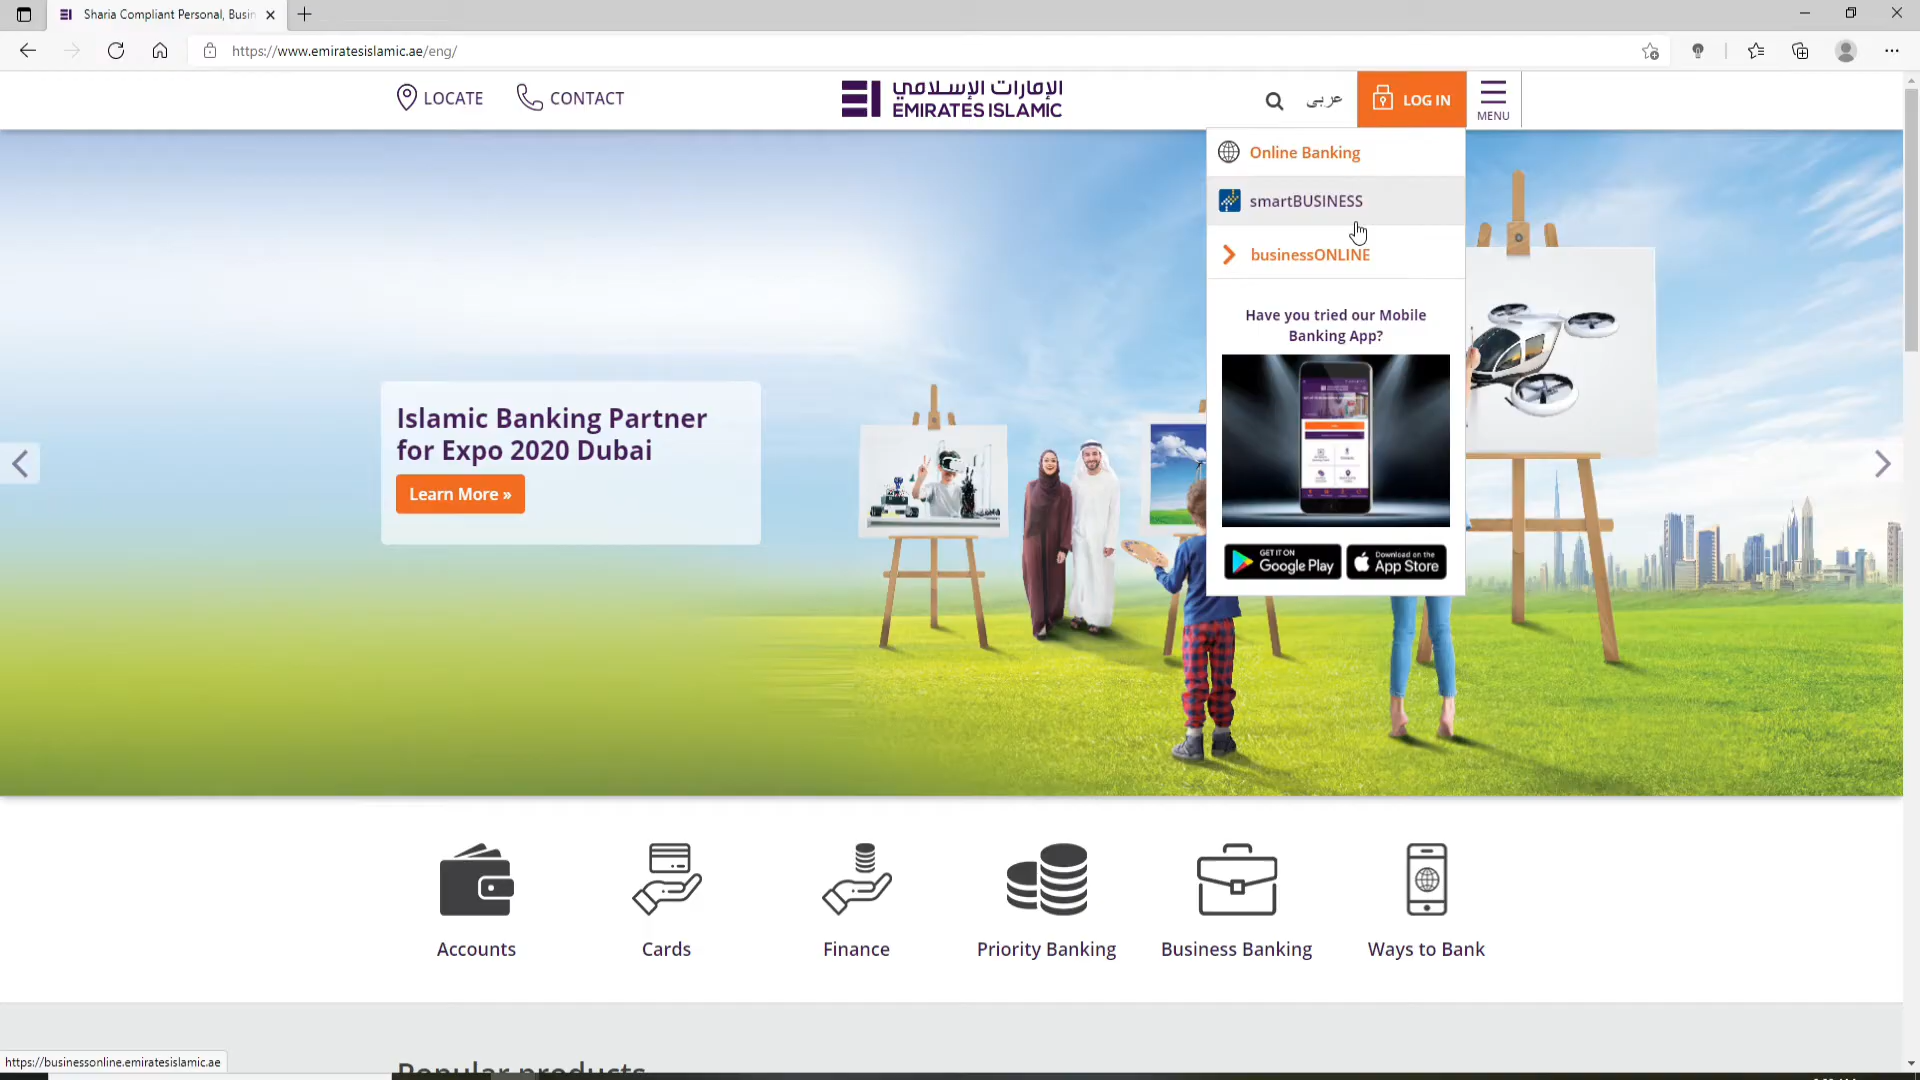 Sharia Compliant Personal, Busin
https://www.emiratesislamic.ae/eng/
LOCATE
CONTACT
الإمارات الإسلامي
EMIRATES ISLAMIC
عربي
LOG IN
MENU
Online Banking
smartBUSINESS
businessONLINE
Have you tried our Mobile
Banking App?
GET IT ON
Google Play
Download on the
App Store
Islamic Banking Partner
for Expo 2020 Dubai
Learn More »
Accounts
Cards
Finance
Priority Banking
Business Banking
Ways to Bank
Popular products
https://businessonline.emiratesislamic.ae